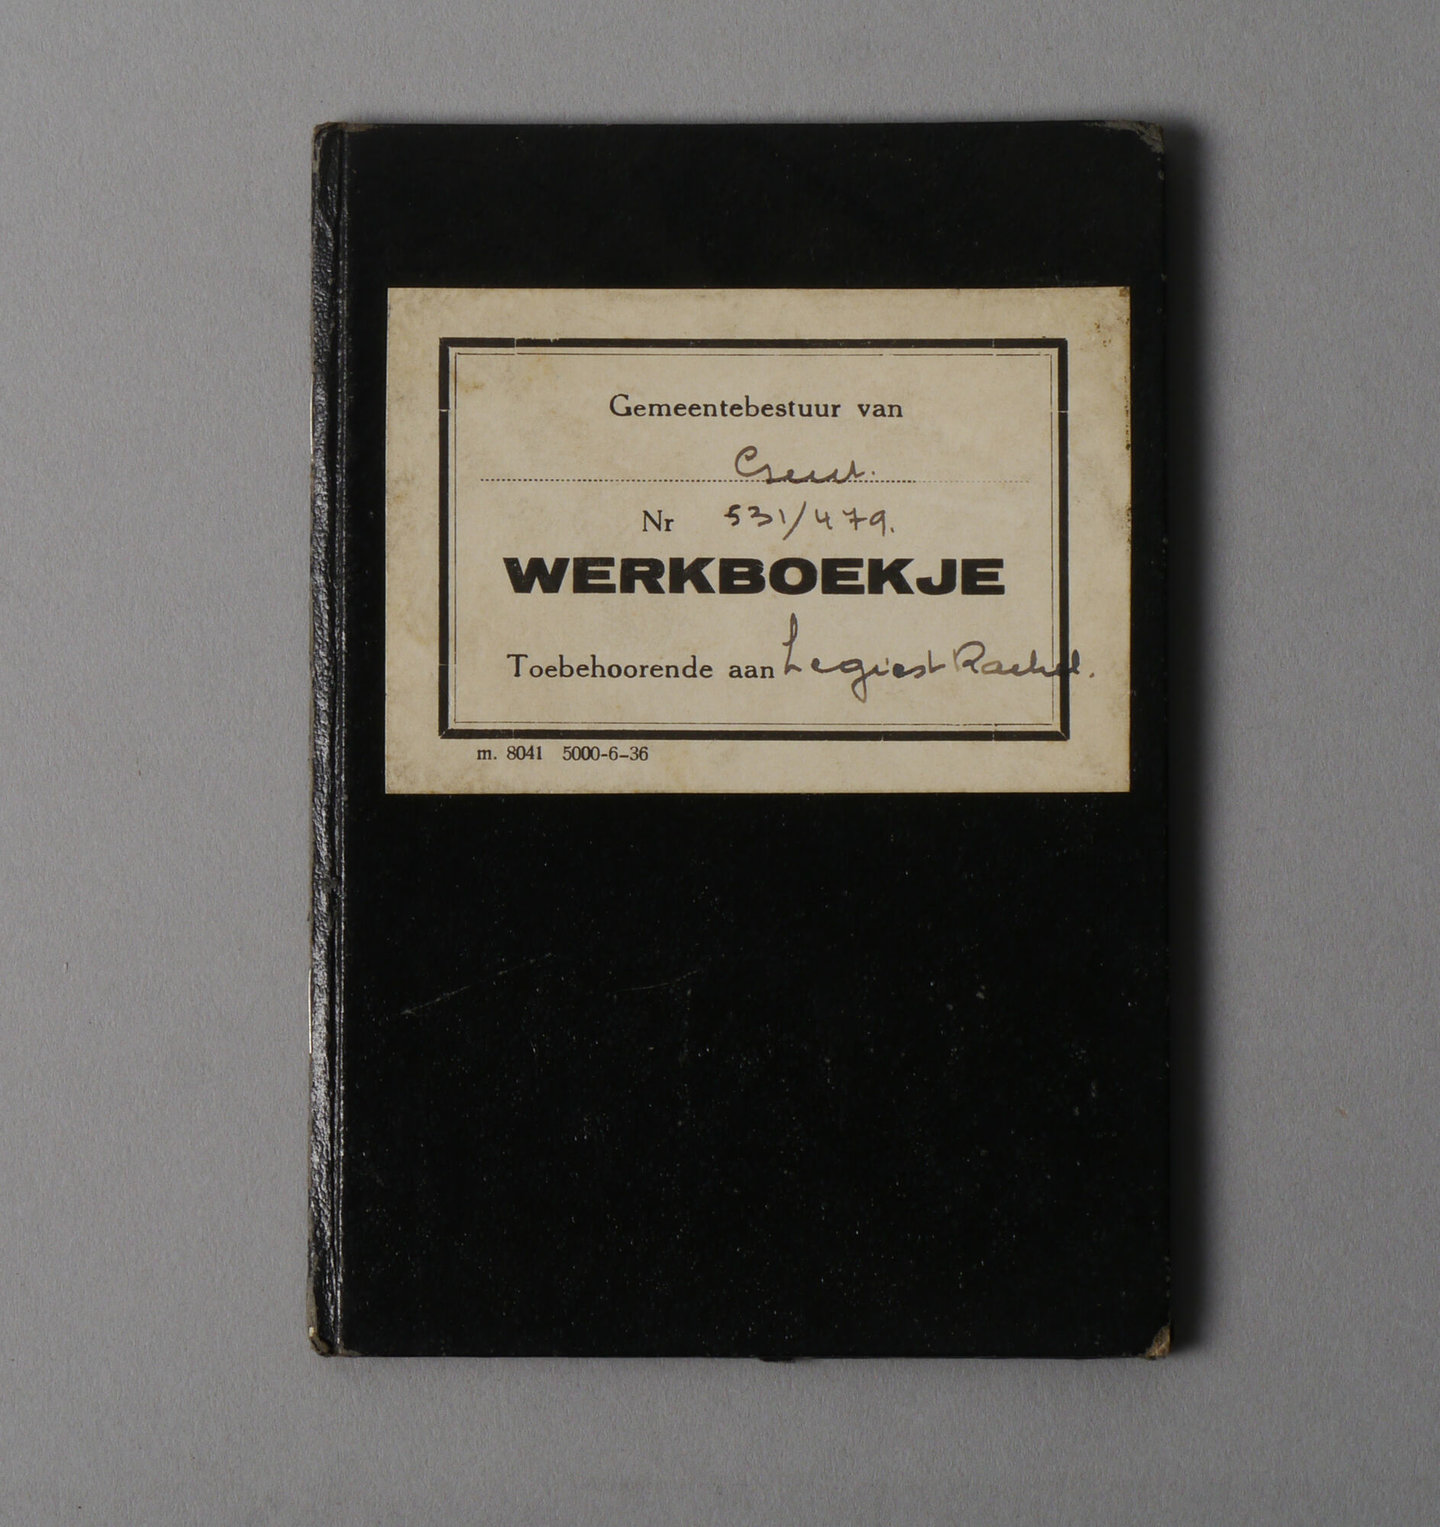 Gemeentebestuur van
Gent.
Nr 531/479.
WERKBOEKJE
Toebehoorende aan Legiest Rachel.
m. 8041 5000-6-36